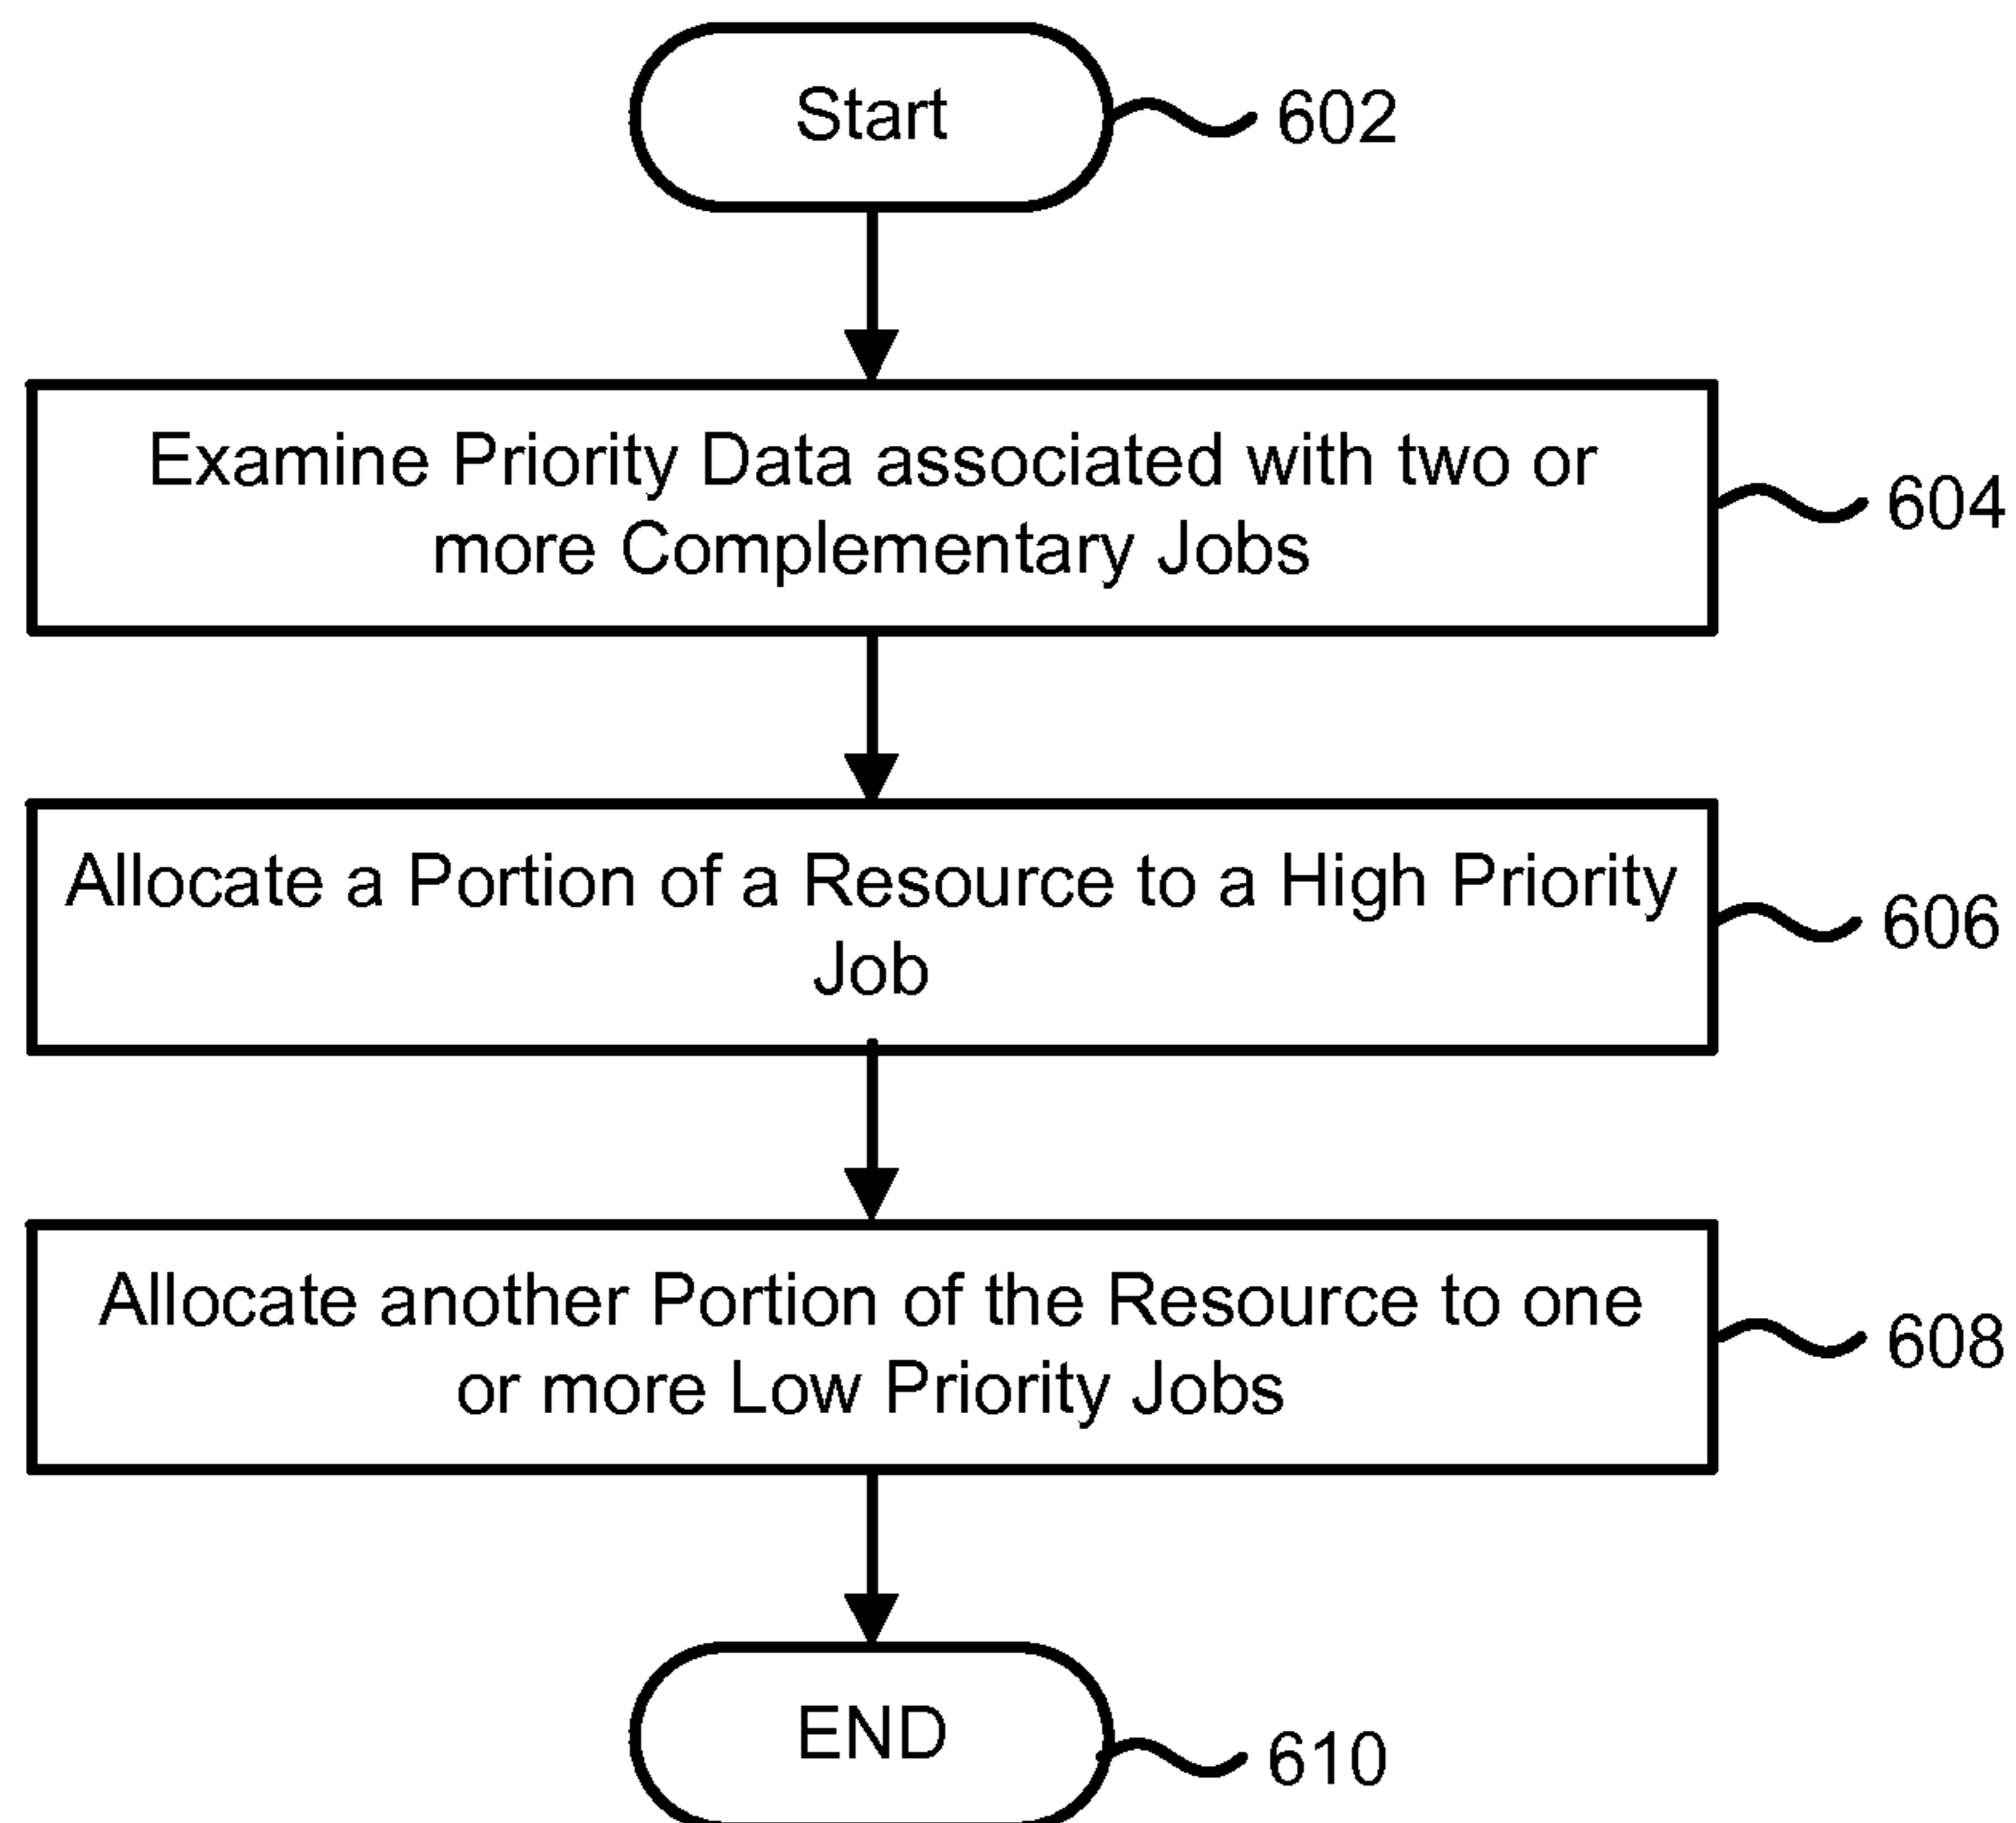 Start
602
Examine Priority Data associated with two or
more Complementary Jobs
604
Allocate a Portion of a Resource to a High Priority
Job
606
Allocate another Portion of the Resource to one
or more Low Priority Jobs
608
END
610